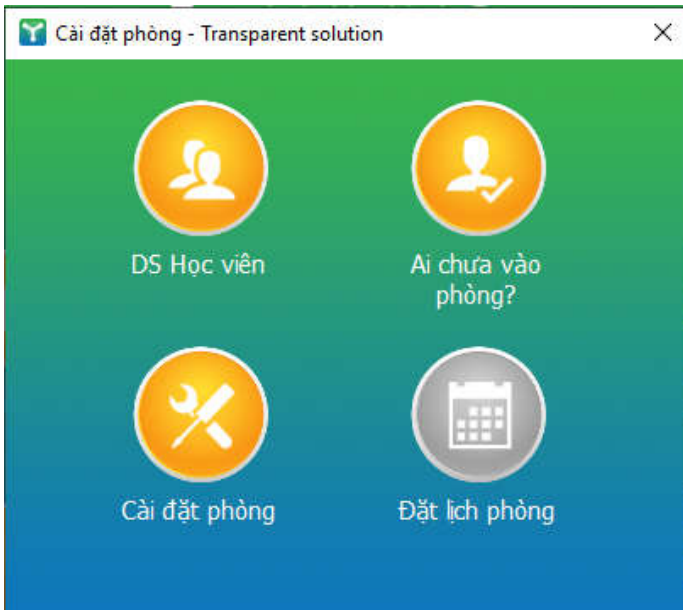 Cài đặt phòng - Transparent solution
DS Học viên
Ai chưa vào
phòng?
Cài đặt phòng
Đặt lịch phòng